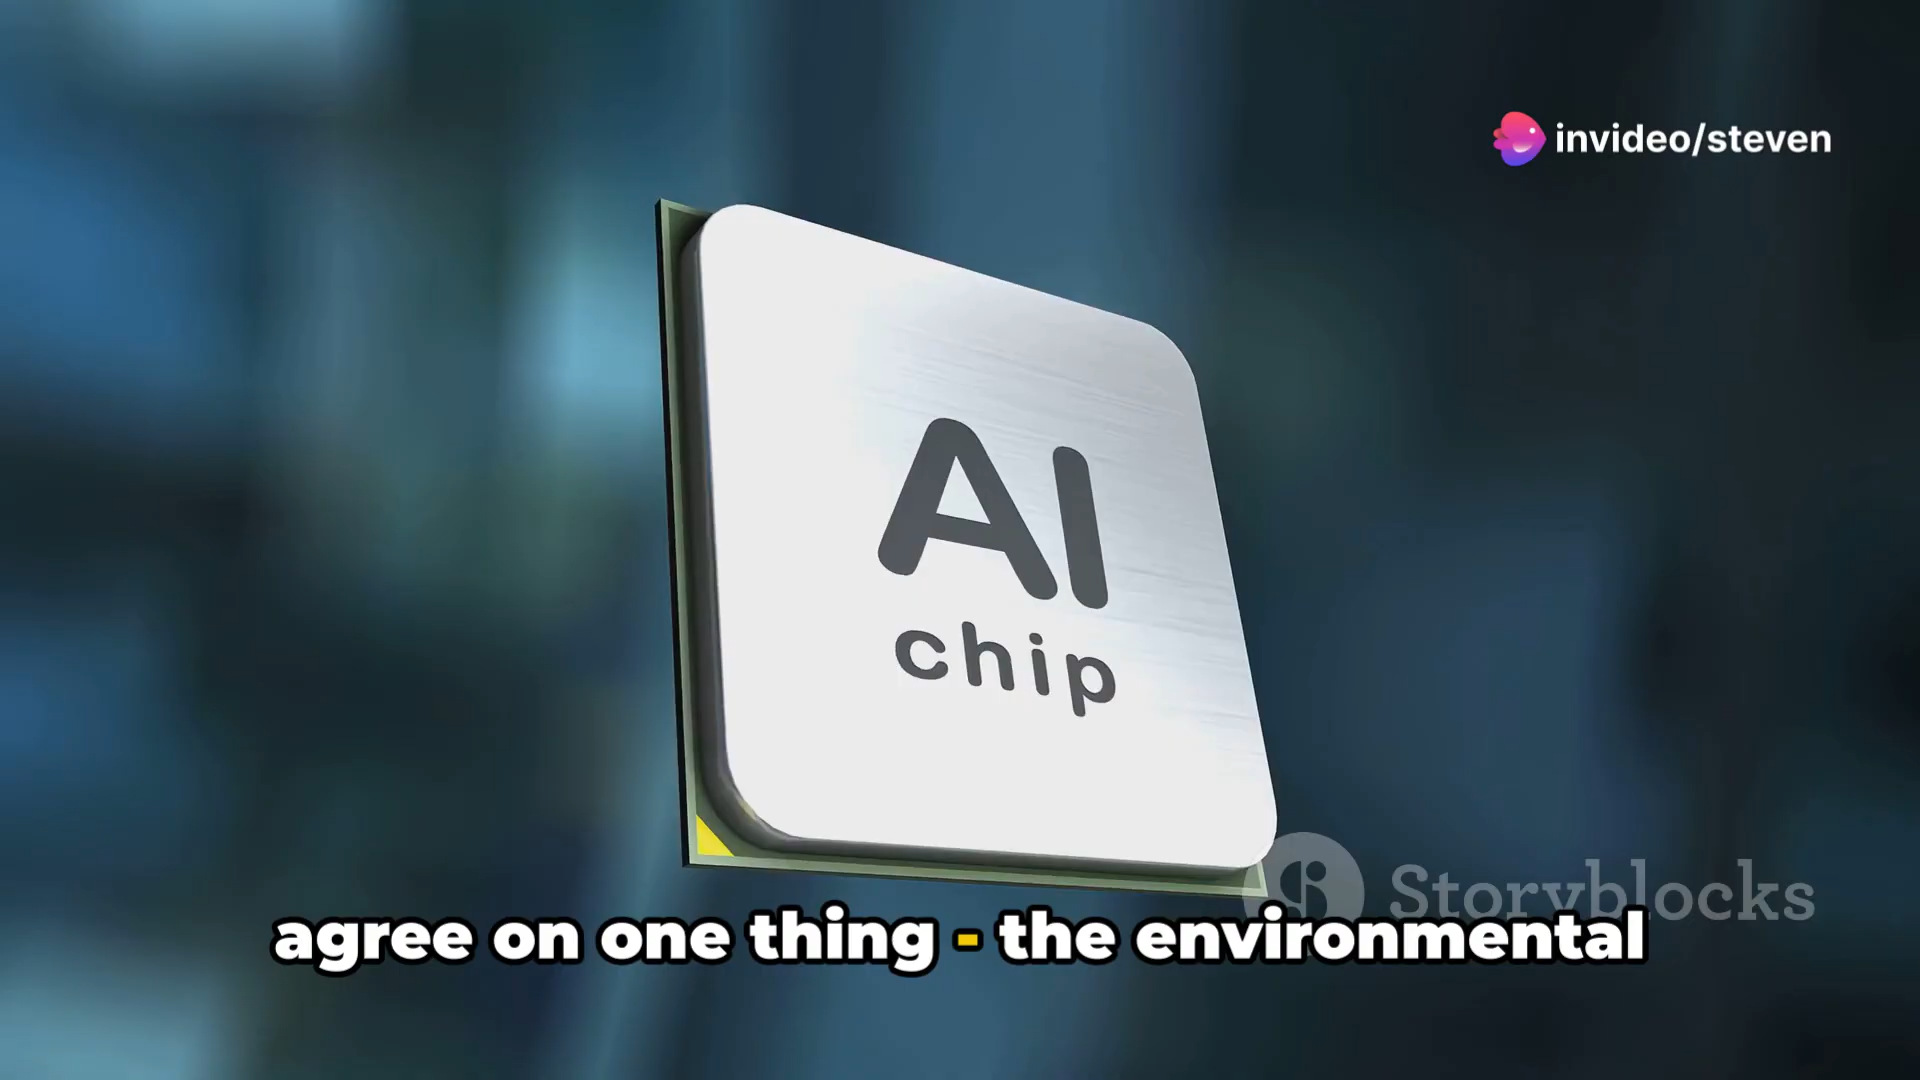 invideo/steven
AI
chip
Storyblocks
agree on one thing - the environmental